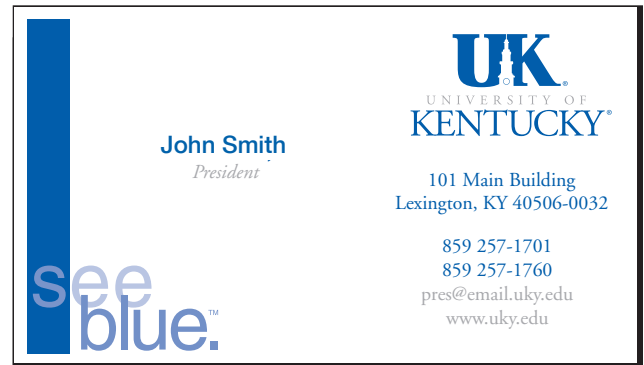 John Smith
President
see
blue.™
UK®
UNIVERSITY OF
KENTUCKY®
101 Main Building
Lexington, KY 40506-0032
859 257-1701
859 257-1760
pres@email.uky.edu
www.uky.edu